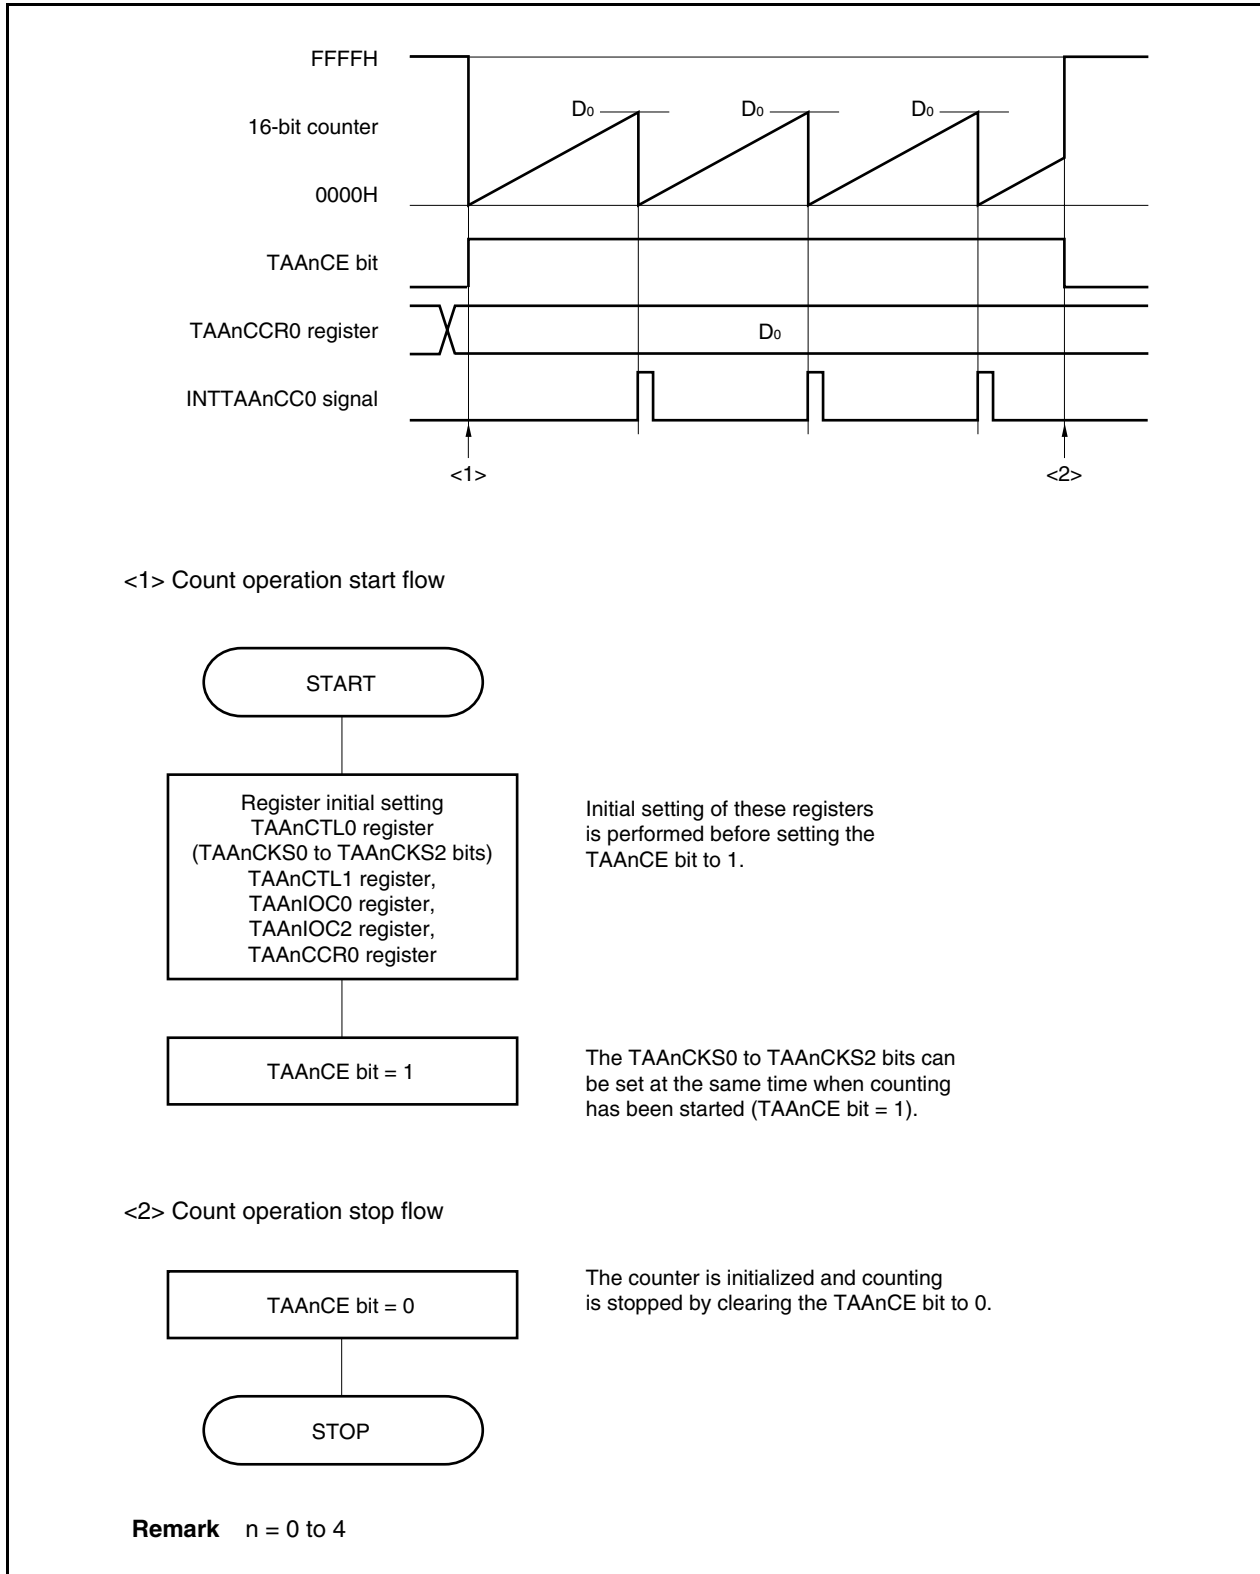 FFFFH
D0
D0
D0
16-bit counter
0000H
TAAnCE bit
TAAnCCR0 register
D0
INTTAAnCC0 signal
<1>
<2>
<1> Count operation start flow
START
Register initial setting
TAAnCTL0 register
(TAAnCKS0 to TAAnCKS2 bits)
TAAnCTL1 register,
TAAnIOC0 register,
TAAnIOC2 register,
TAAnCCR0 register
Initial setting of these registers
is performed before setting the
TAAnCE bit to 1.
TAAnCE bit = 1
The TAAnCKS0 to TAAnCKS2 bits can
be set at the same time when counting
has been started (TAAnCE bit = 1).
<2> Count operation stop flow
TAAnCE bit = 0
The counter is initialized and counting
is stopped by clearing the TAAnCE bit to 0.
STOP
Remark n = 0 to 4